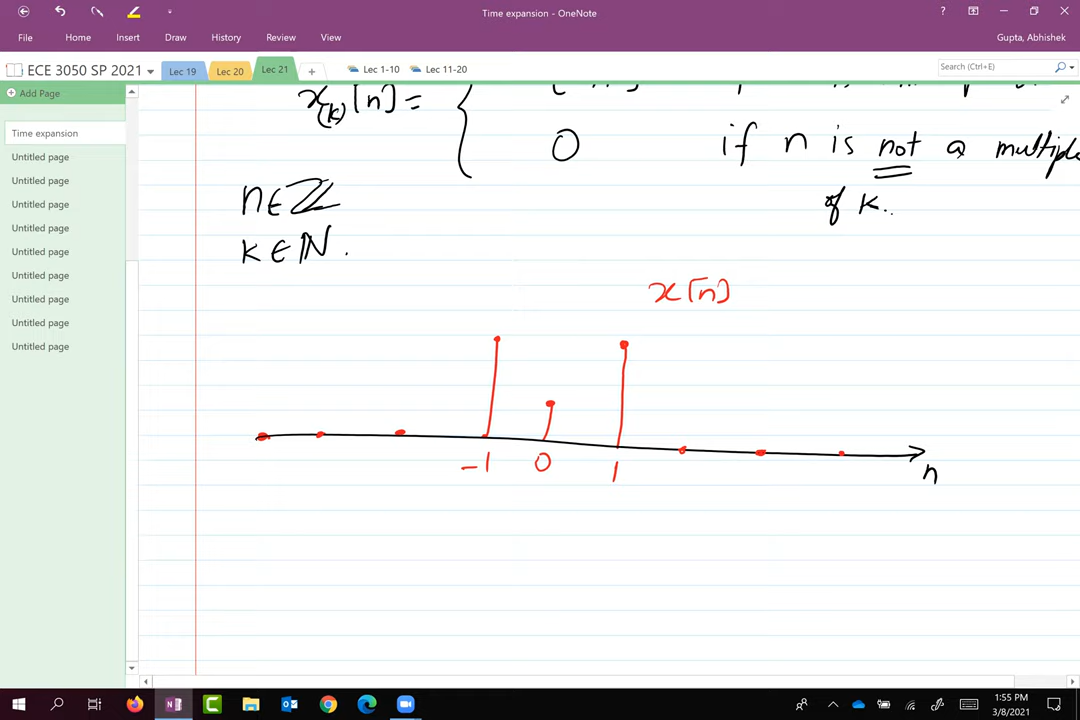 Time expansion - OneNote
?
File Home Insert Draw History Review View
Gupta, Abhishek
ECE 3050 SP 2021
Lec 19
Lec 20
Lec 21
+
Lec 1-10
Lec 11-20
Search (Ctrl+E)
Add Page
Time expansion
Untitled page
Untitled page
Untitled page
Untitled page
Untitled page
Untitled page
Untitled page
Untitled page
Untitled page
x(k)[n] =
0 if n is not a multiple
of k.
n ∈ ℤ
k ∈ ℕ.
x[n]
-1 0 1
n
1:55 PM
3/8/2021